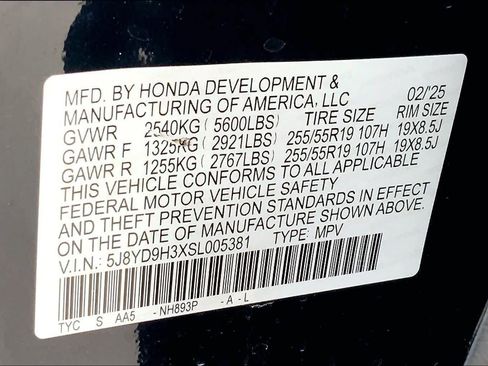 MFD. BY HONDA DEVELOPMENT &
MANUFACTURING OF AMERICA, LLC 02/'25
GVWR 2540KG (5600LBS) TIRE SIZE RIM SIZE
GAWR F 1325KG (2921LBS) 255/55R19 107H 19X8.5J
GAWR R 1255KG (2767LBS) 255/55R19 107H 19X8.5J
THIS VEHICLE CONFORMS TO ALL APPLICABLE
FEDERAL MOTOR VEHICLE SAFETY
AND THEFT PREVENTION STANDARDS IN EFFECT
ON THE DATE OF MANUFACTURE SHOWN ABOVE.
V.I.N.: 5J8YD9H3XSL005381 TYPE: MPV
TYC S AA5 -NH893P -A-L